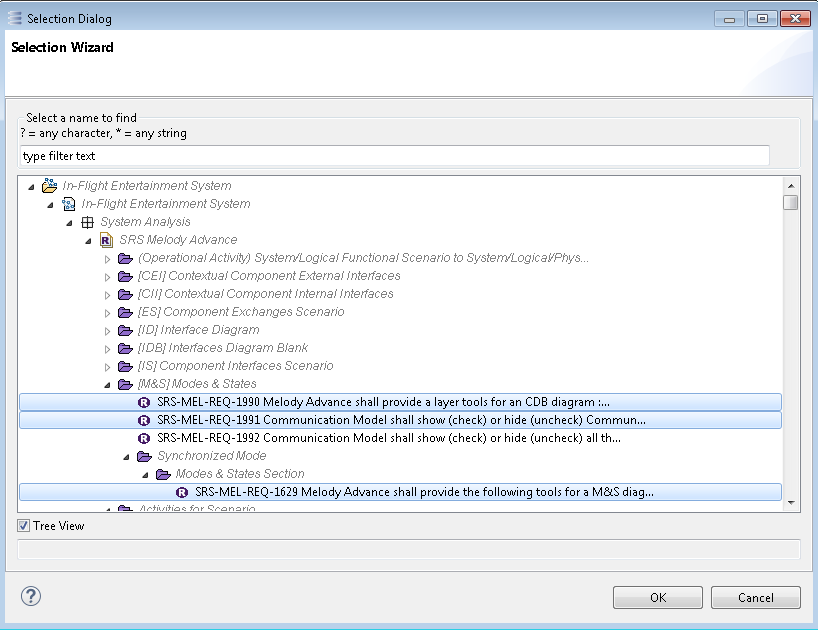 Selection Dialog
Selection Wizard
Select a name to find
? = any character, * = any string
type filter text
In-Flight Entertainment System
In-Flight Entertainment System
System Analysis
SRS Melody Advance
(Operational Activity) System/Logical Functional Scenario to System/Logical/Phys...
[CEI] Contextual Component External Interfaces
[CII] Contextual Component Internal Interfaces
[ES] Component Exchanges Scenario
[ID] Interface Diagram
[IDB] Interfaces Diagram Blank
[IS] Component Interfaces Scenario
[M&S] Modes & States
SRS-MEL-REQ-1990 Melody Advance shall provide a layer tools for an CDB diagram :...
SRS-MEL-REQ-1991 Communication Model shall show (check) or hide (uncheck) Commun...
SRS-MEL-REQ-1992 Communication Model shall show (check) or hide (uncheck) all th...
Synchronized Mode
Modes & States Section
SRS-MEL-REQ-1629 Melody Advance shall provide the following tools for a M&S diag...
Activities for Scenario
Tree View
OK Cancel